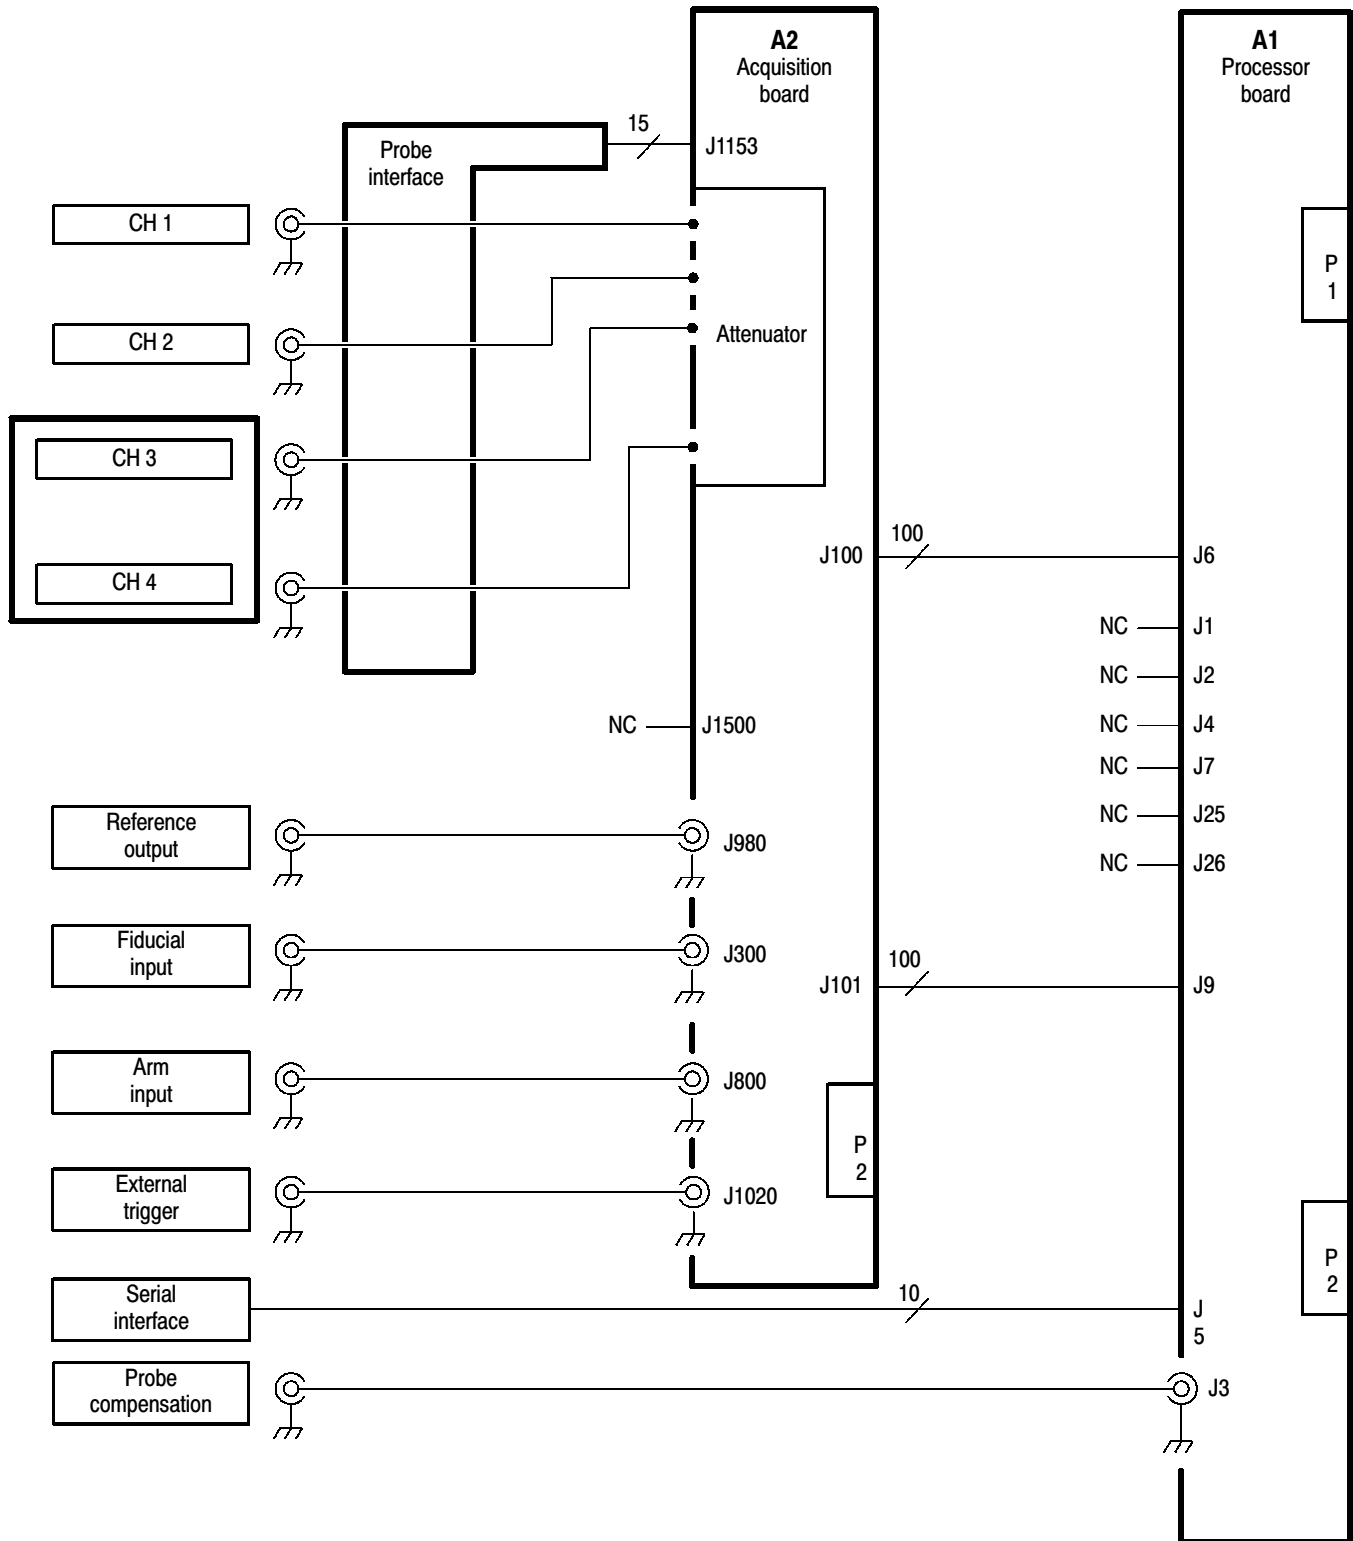 A2
Acquisition
board
A1
Processor
board
15
J1153
Probe
interface
CH 1
P
1
CH 2
Attenuator
CH 3
CH 4
J100
100
J6
NC
J1
NC
J2
NC
J1500
NC
J4
NC
J7
NC
J25
NC
J26
Reference
output
J980
Fiducial
input
J300
J101
100
J9
Arm
input
J800
P
2
External
trigger
J1020
P
2
Serial
interface
10
J
5
Probe
compensation
J3